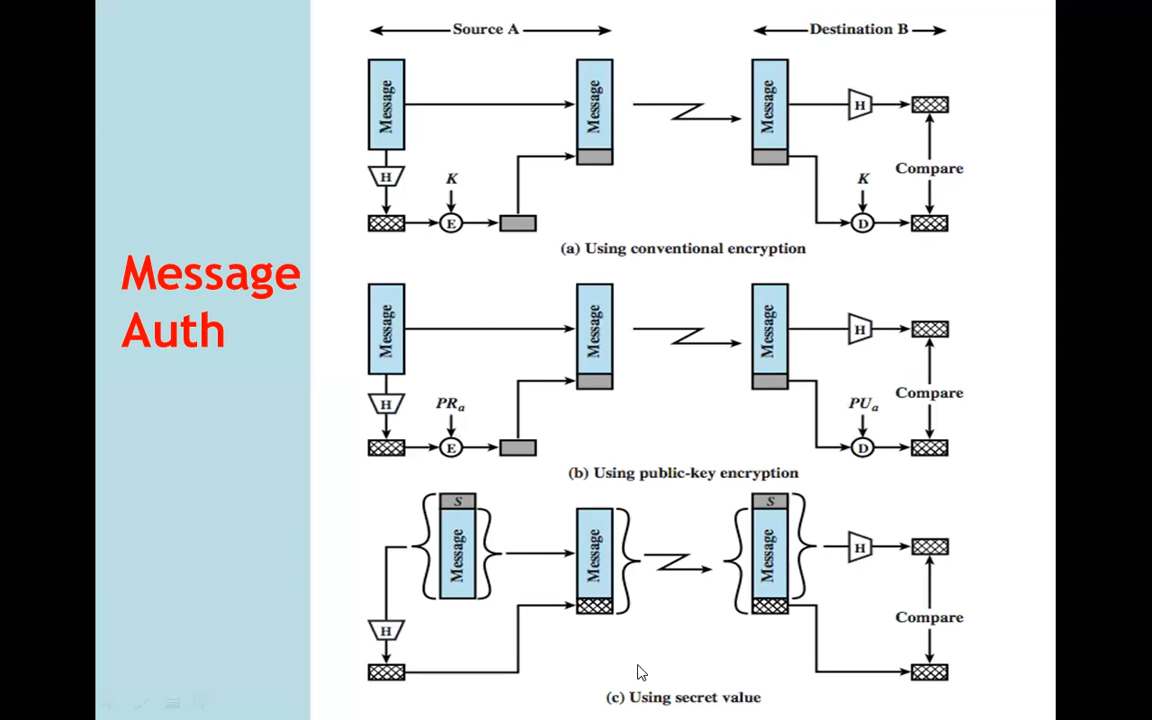 Message
Auth
Source A
Destination B
Message
Message
Message
H
H
K
K
Compare
E
D
(a) Using conventional encryption
Message
Message
Message
H
H
PRa
PUa
Compare
E
D
(b) Using public-key encryption
S
S
Message
Message
Message
H
H
Compare
(c) Using secret value